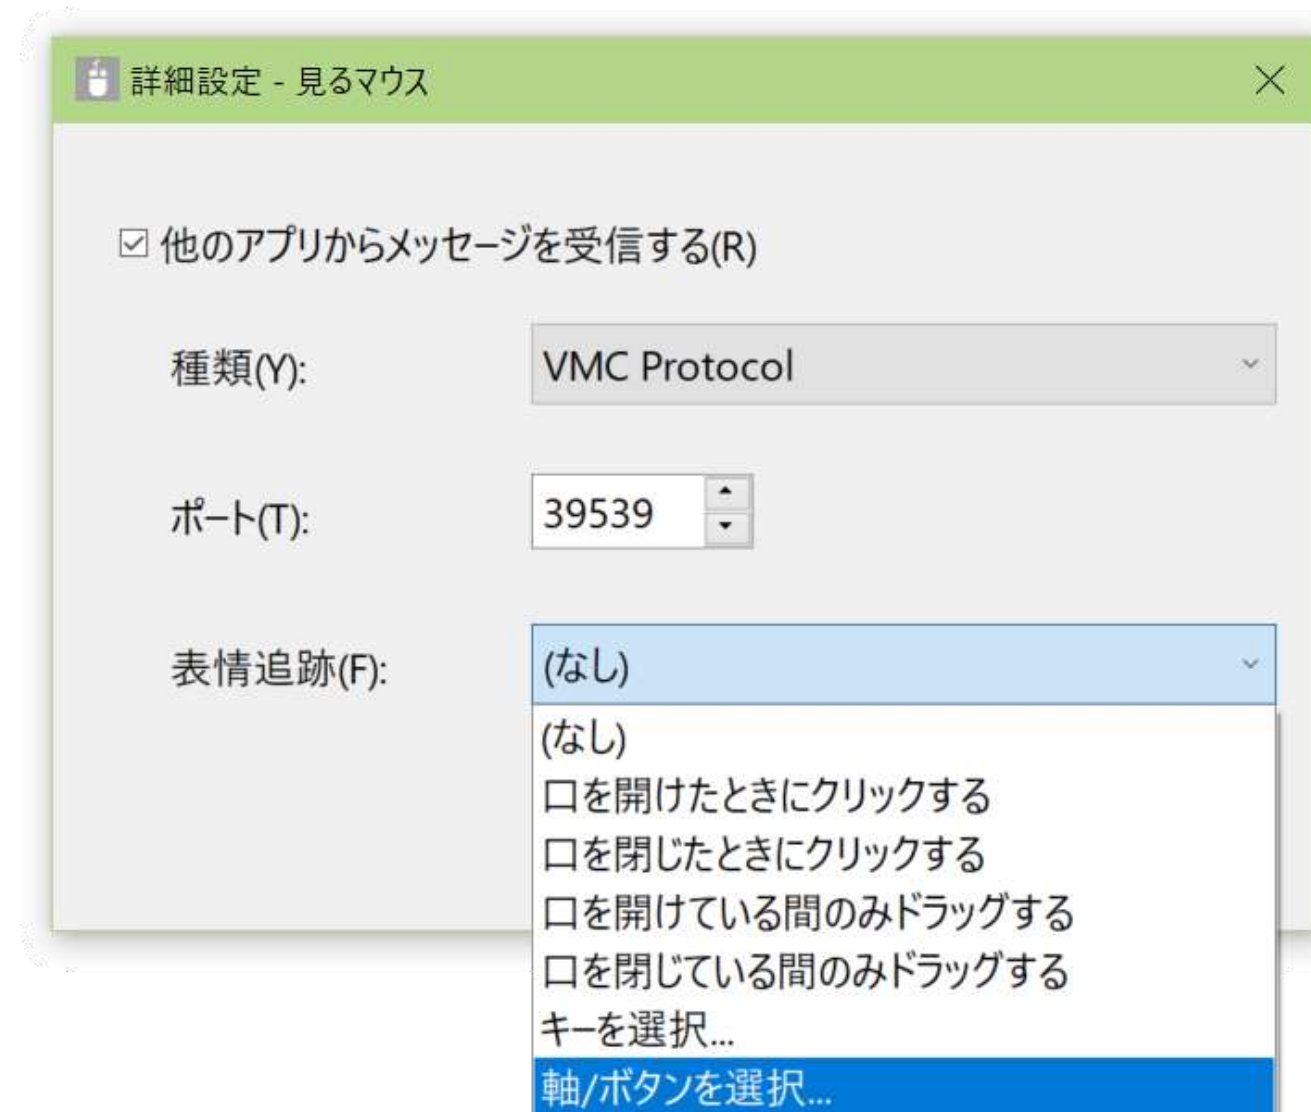 詳細設定 - 見るマウス
他のアプリからメッセージを受信する(R)
種類(Y):
VMC Protocol
ポート(T):
39539
表情追跡(F):
(なし)
(なし)
口を開けたときにクリックする
口を閉じたときにクリックする
口を開けている間のみドラッグする
口を閉じている間のみドラッグする
キーを選択...
軸/ボタンを選択...